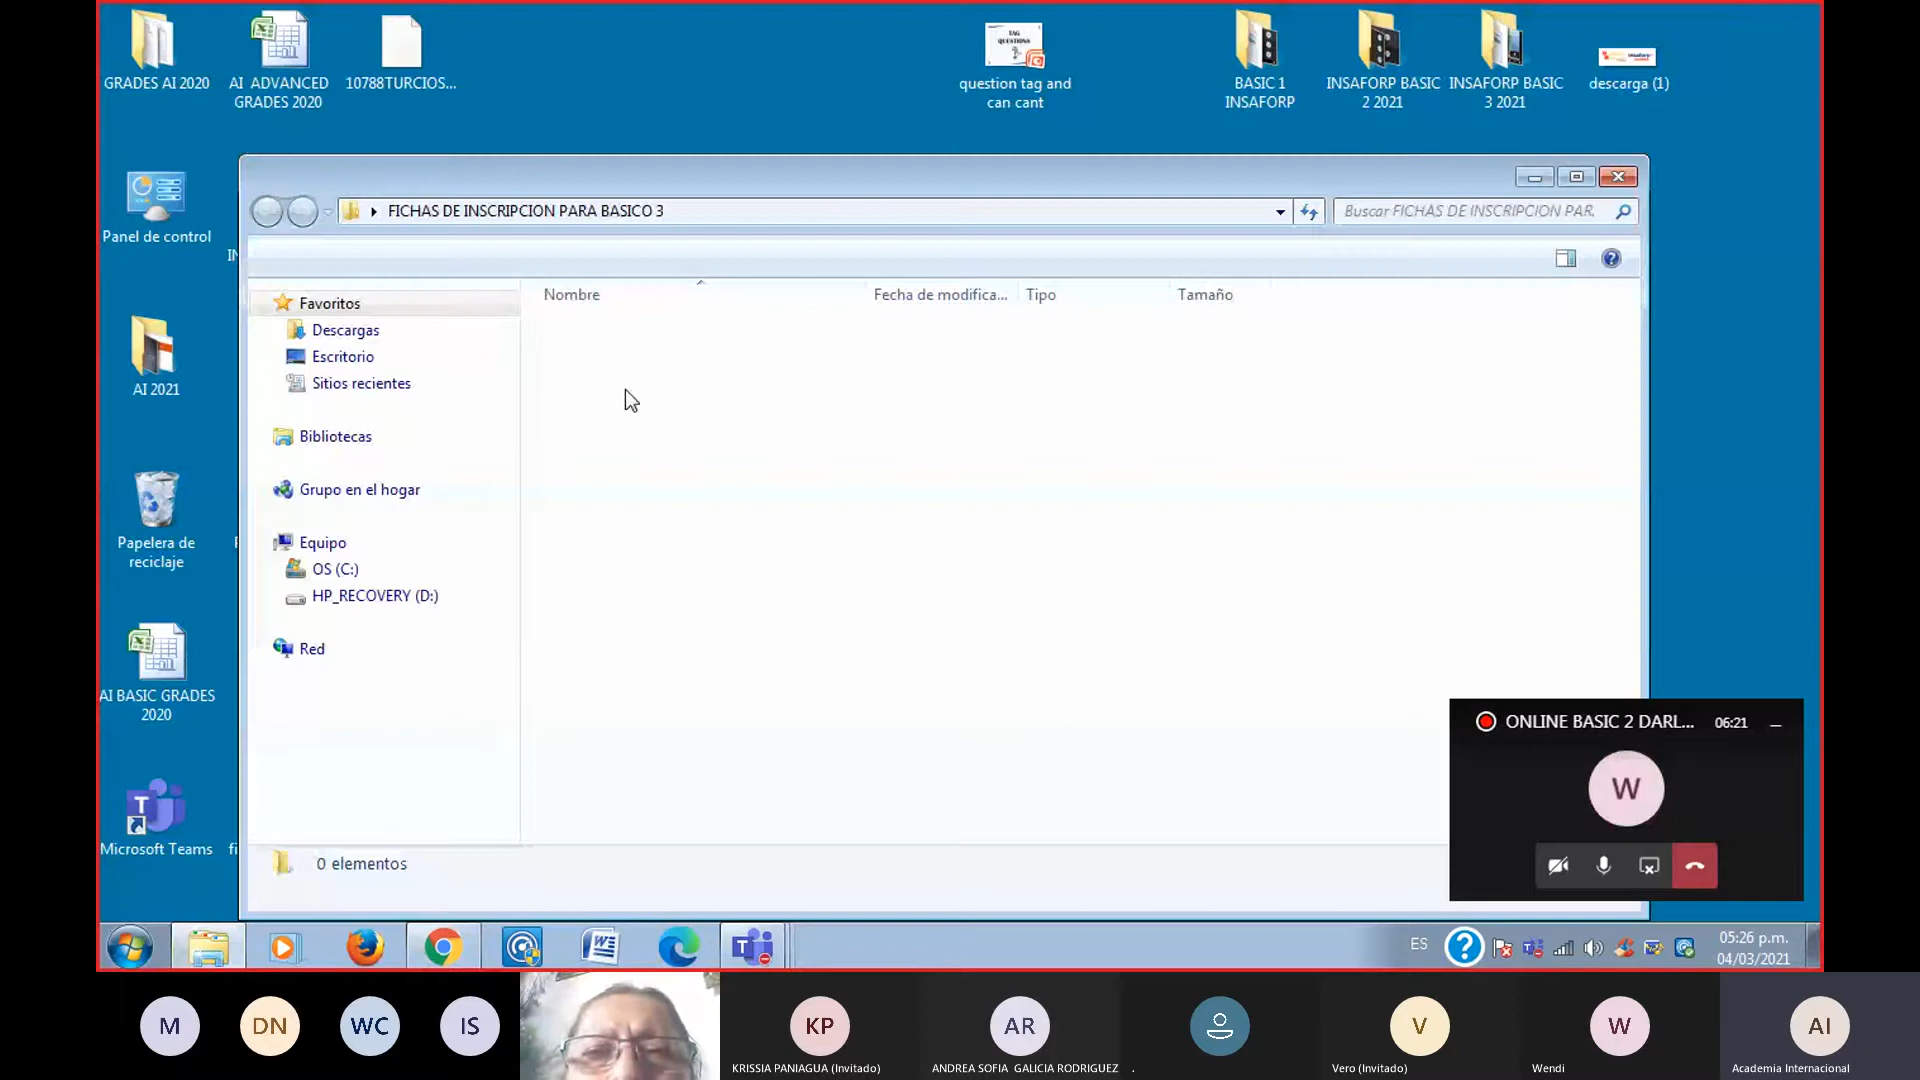 GRADES AI 2020
AI ADVANCED
GRADES 2020
10788TURCIOS...
TAG
QUESTIONS
question tag and
can cant
BASIC 1
INSAFORP
INSAFORP BASIC
2 2021
INSAFORP BASIC
3 2021
descarga (1)
Panel de control
AI 2021
Papelera de
reciclaje
AI BASIC GRADES
2020
Microsoft Teams
FICHAS DE INSCRIPCION PARA BASICO 3
Buscar FICHAS DE INSCRIPCION PAR.
Nombre
Fecha de modifica...
Tipo
Tamaño
Favoritos
Descargas
Escritorio
Sitios recientes
Bibliotecas
Grupo en el hogar
Equipo
OS (C:)
HP_RECOVERY (D:)
Red
0 elementos
ONLINE BASIC 2 DARL...
06:21
W
ES
05:26 p.m.
04/03/2021
M
DN
WC
IS
KP
AR
V
W
AI
KRISSIA PANIAGUA (Invitado)
ANDREA SOFIA GALICIA RODRIGUEZ
.
Vero (Invitado)
Wendi
Academia Internacional